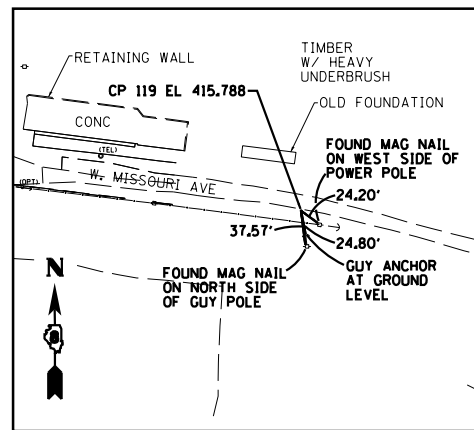 RETAINING WALL
TIMBER
W/ HEAVY
UNDERBRUSH
CP 119 EL 415.788
OLD FOUNDATION
CONC
(TEL)
FOUND MAG NAIL
ON WEST SIDE OF
POWER POLE
W. MISSOURI AVE
(OPT)
24.20'
37.57'
24.80'
FOUND MAG NAIL
ON NORTH SIDE
OF GUY POLE
GUY ANCHOR
AT GROUND
LEVEL
N